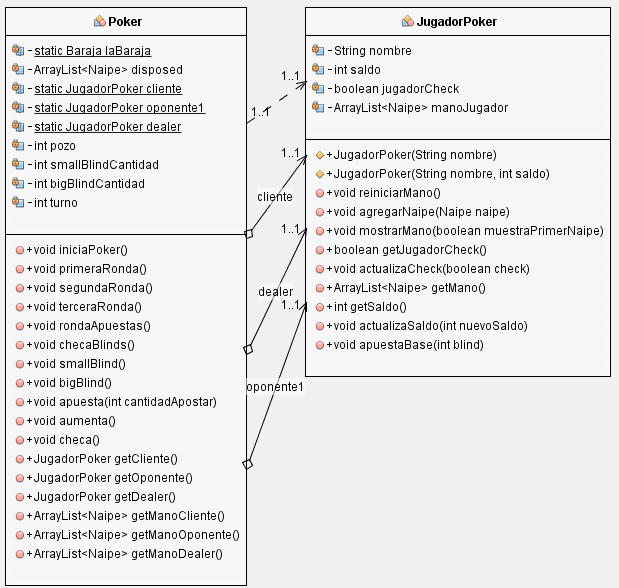 Poker
-static Baraja laBaraja
-ArrayList<Naipe> disposed
-static JugadorPoker cliente
-static JugadorPoker oponente1
-static JugadorPoker dealer
-int pozo
-int smallBlindCantidad
-int bigBlindCantidad
-int turno
+void iniciaPoker()
+void primeraRonda()
+void segundaRonda()
+void terceraRonda()
+void rondaApuestas()
+void checaBlinds()
+void smallBlind()
+void bigBlind()
+void apuesta(int cantidadApostar)
+void aumenta()
+void checa()
+JugadorPoker getCliente()
+JugadorPoker getOponente()
+JugadorPoker getDealer()
+ArrayList<Naipe> getManoCliente()
+ArrayList<Naipe> getManoOponente()
+ArrayList<Naipe> getManoDealer()
1..1
1..1
1..1
cliente
1..1
dealer
1..1
oponente1
JugadorPoker
-String nombre
-int saldo
-boolean jugadorCheck
-ArrayList<Naipe> manoJugador
+JugadorPoker(String nombre)
+JugadorPoker(String nombre, int saldo)
+void reiniciarMano()
+void agregarNaipe(Naipe naipe)
+void mostrarMano(boolean muestraPrimerNaipe)
+boolean getJugadorCheck()
+void actualizaCheck(boolean check)
+ArrayList<Naipe> getMano()
+int getSaldo()
+void actualizaSaldo(int nuevoSaldo)
+void apuestaBase(int blind)